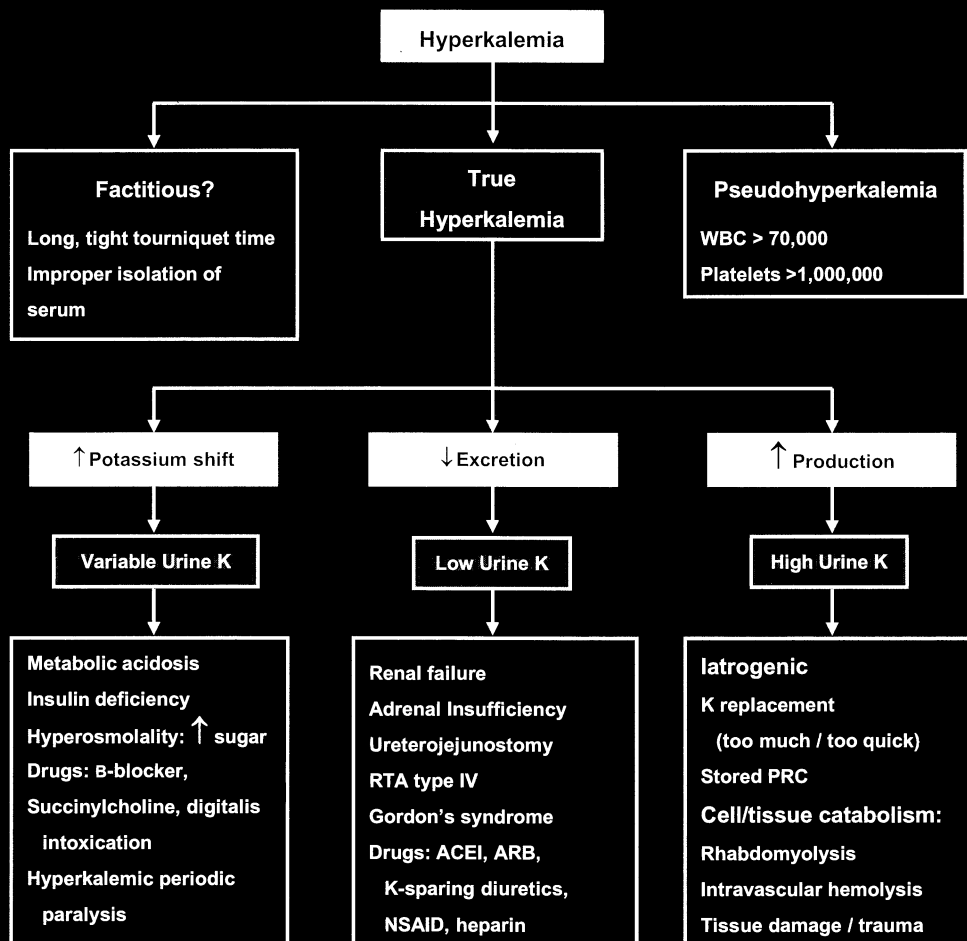 Hyperkalemia
Factitious?
Long, tight tourniquet time
Improper isolation of
serum
True
Hyperkalemia
Pseudohyperkalemia
WBC > 70,000
Platelets >1,000,000
↑Potassium shift
↓Excretion
↑Production
Variable Urine K
Low Urine K
High Urine K
Metabolic acidosis
Insulin deficiency
Hyperosmolality: ↑ sugar
Drugs: B-blocker,
Succinylcholine, digitalis
intoxication
Hyperkalemic periodic
paralysis
Renal failure
Adrenal Insufficiency
Ureterojejunostomy
RTA type IV
Gordon's syndrome
Drugs: ACEI, ARB,
K-sparing diuretics,
NSAID, heparin
Iatrogenic
K replacement
(too much / too quick)
Stored PRC
Cell/tissue catabolism:
Rhabdomyolysis
Intravascular hemolysis
Tissue damage / trauma